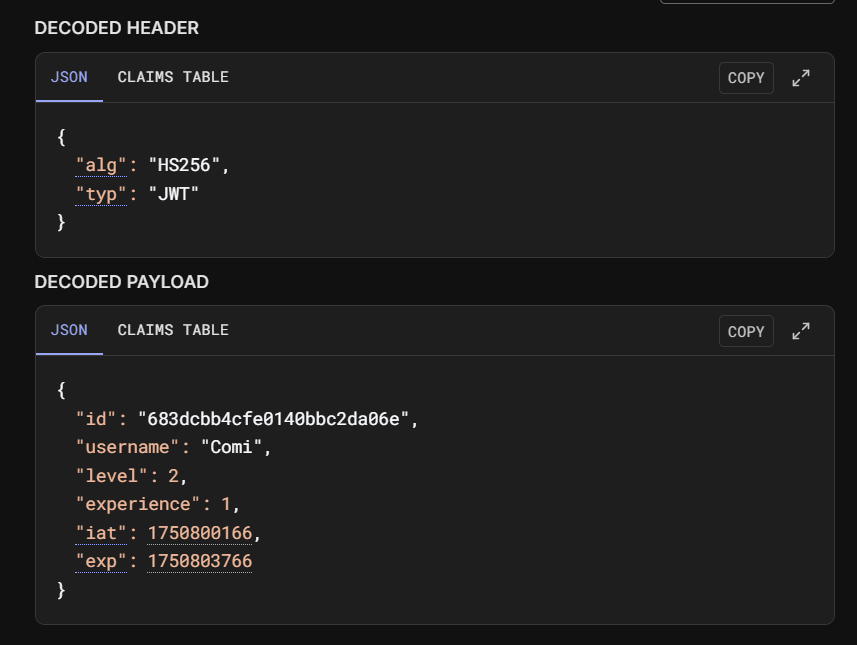 DECODED HEADER
JSON CLAIMS TABLE COPY
{
"alg": "HS256",
"typ": "JWT"
}
DECODED PAYLOAD
JSON CLAIMS TABLE COPY
{
"id": "683dcbb4cfe0140bbc2da06e",
"username": "Comi",
"level": 2,
"experience": 1,
"iat": 1750800166,
"exp": 1750803766
}